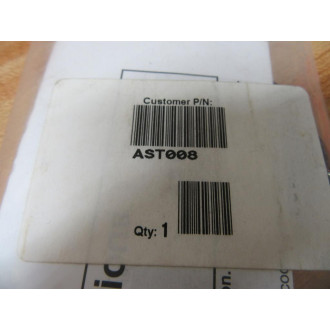 Customer P/N:
AST008
Qty: 1